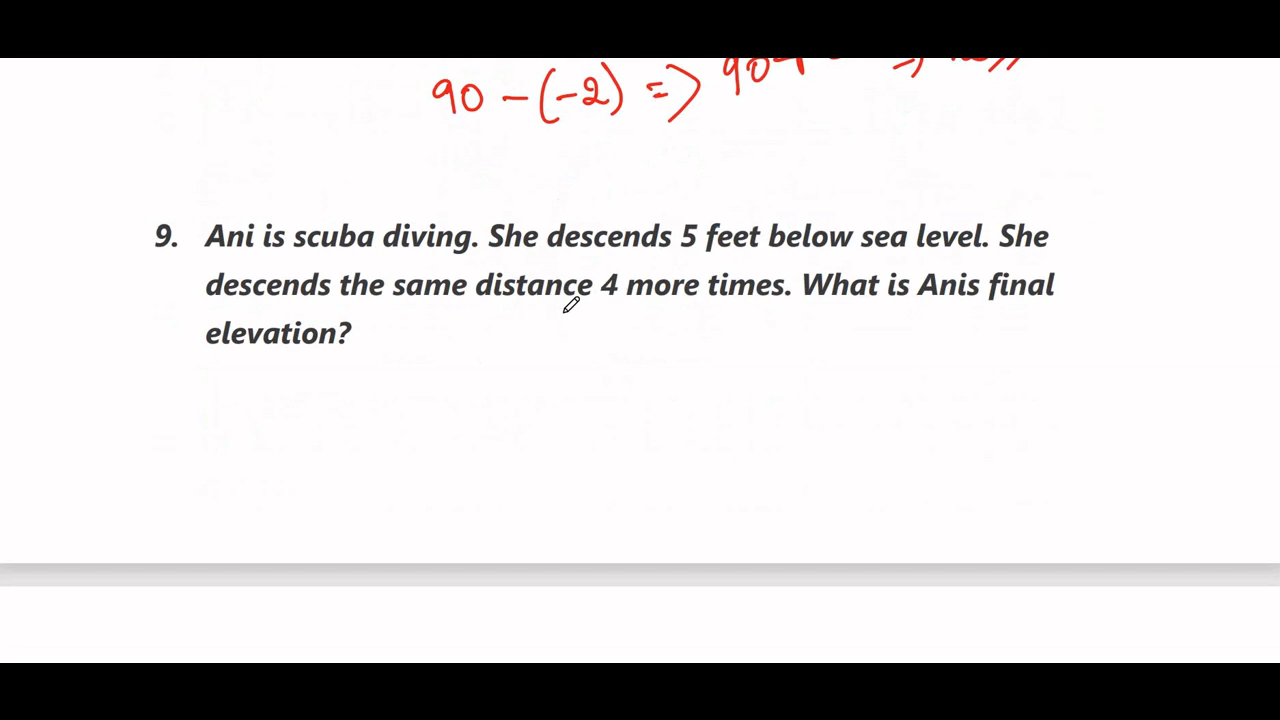 90 - (-2) => 90
9. Ani is scuba diving. She descends 5 feet below sea level. She
descends the same distance 4 more times. What is Anis final
elevation?